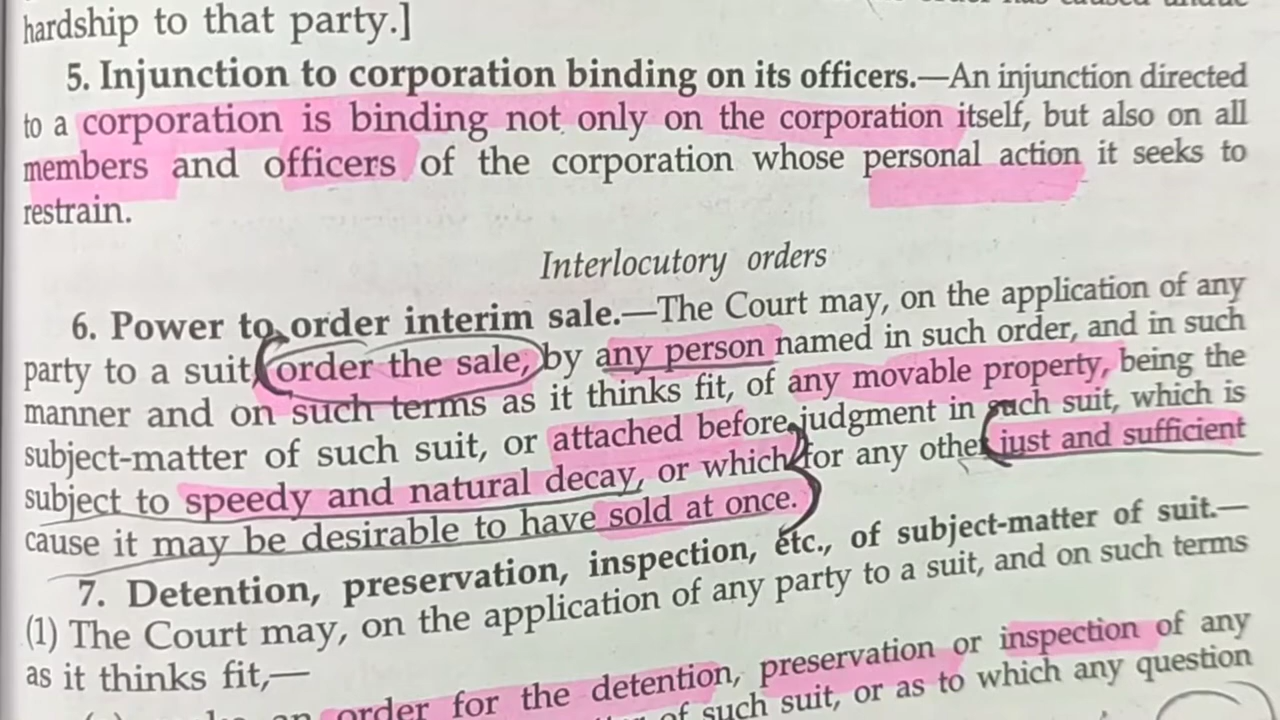 hardship to that party.]
5. Injunction to corporation binding on its officers.—An injunction directed
to a corporation is binding not only on the corporation itself, but also on all
members and officers of the corporation whose personal action it seeks to
restrain.
Interlocutory orders
6. Power to order interim sale.—The Court may, on the application of any
party to a suit, order the sale, by any person named in such order, and in such
manner and on such terms as it thinks fit, of any movable property, being the
subject-matter of such suit, or attached before judgment in such suit, which is
subject to speedy and natural decay, or which for any other just and sufficient
cause it may be desirable to have sold at once.
7. Detention, preservation, inspection, etc., of subject-matter of suit.—
(1) The Court may, on the application of any party to a suit, and on such terms
as it thinks fit,—
an order for the detention, preservation or inspection of any
of such suit, or as to which any question